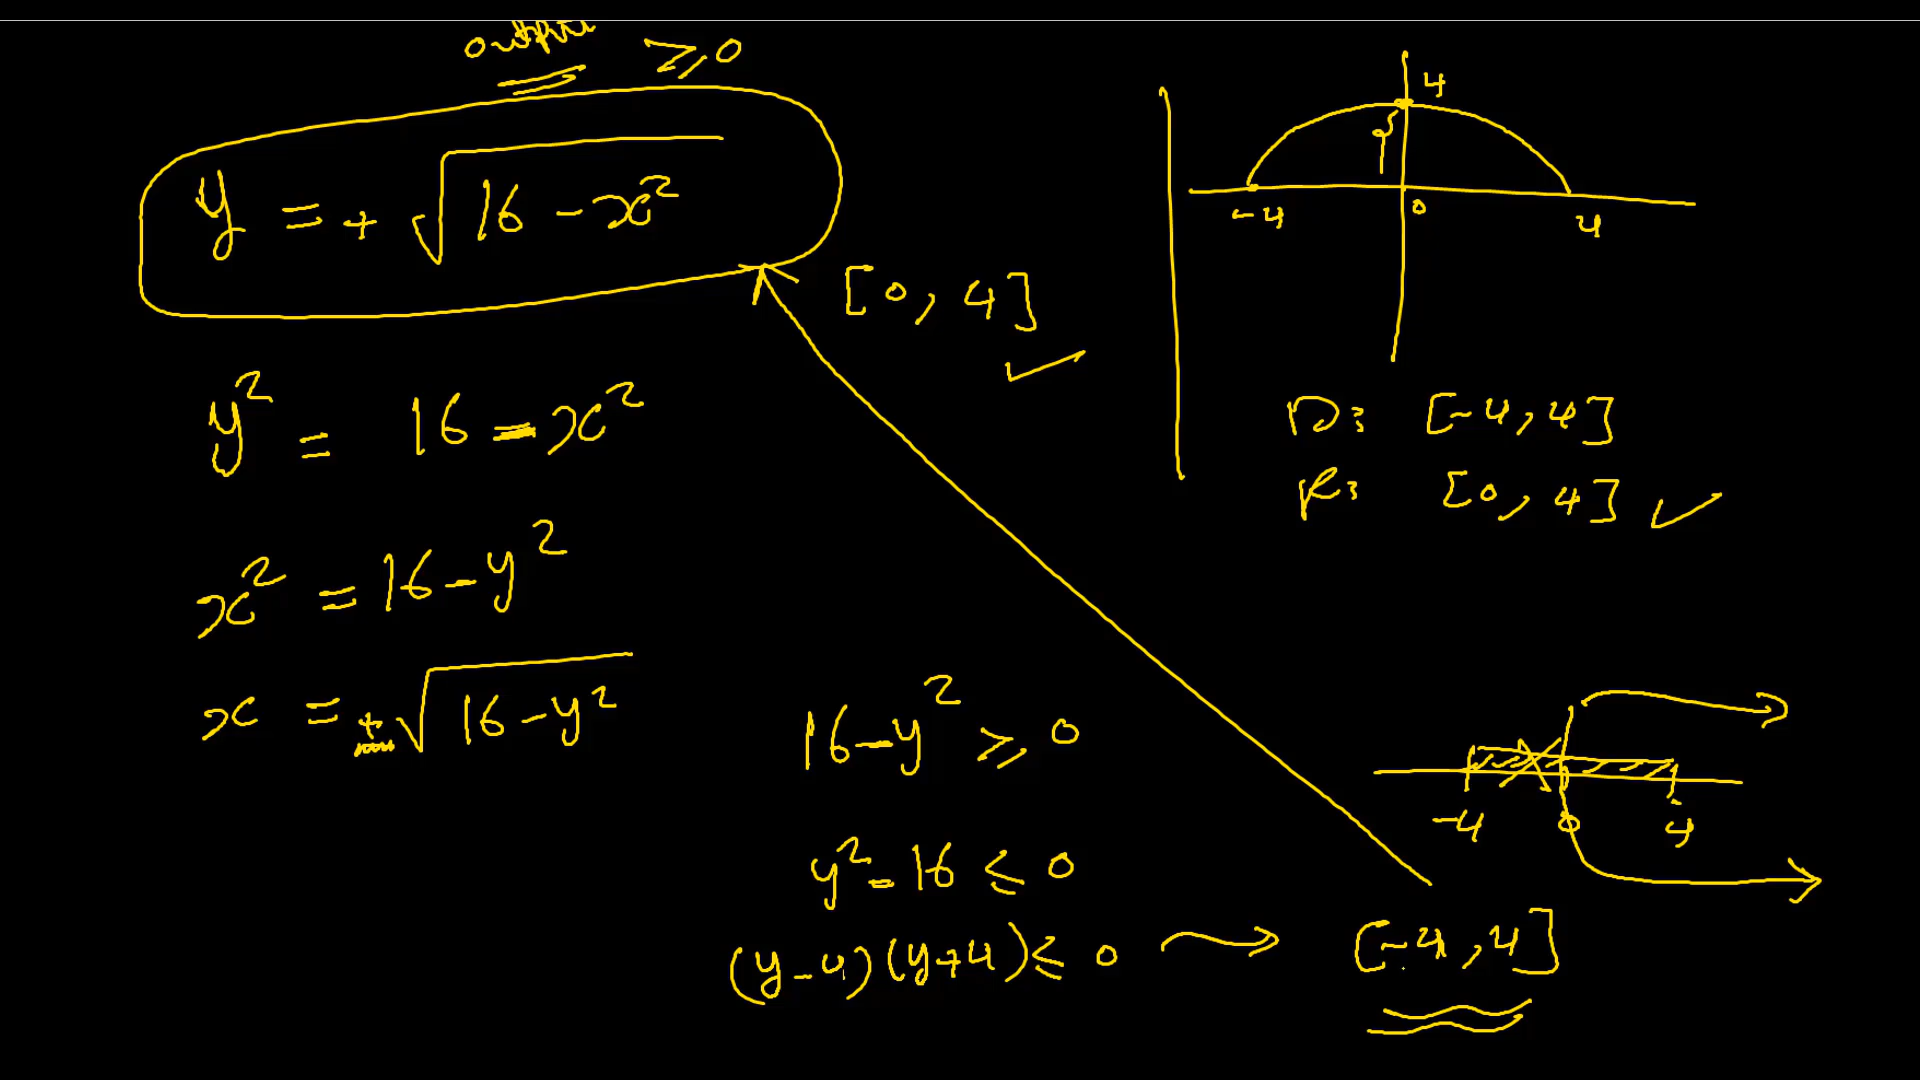 output ≥ 0
y = + √(16 - x²)
[0, 4]
y² = 16 - x²
x² = 16 - y²
x = ± √(16 - y²)
16 - y² ≥ 0
y² - 16 ≤ 0
(y - 4)(y + 4) ≤ 0
4
-4 0 4
D: [-4, 4]
R: [0, 4]
-4 0 4
[-4, 4]